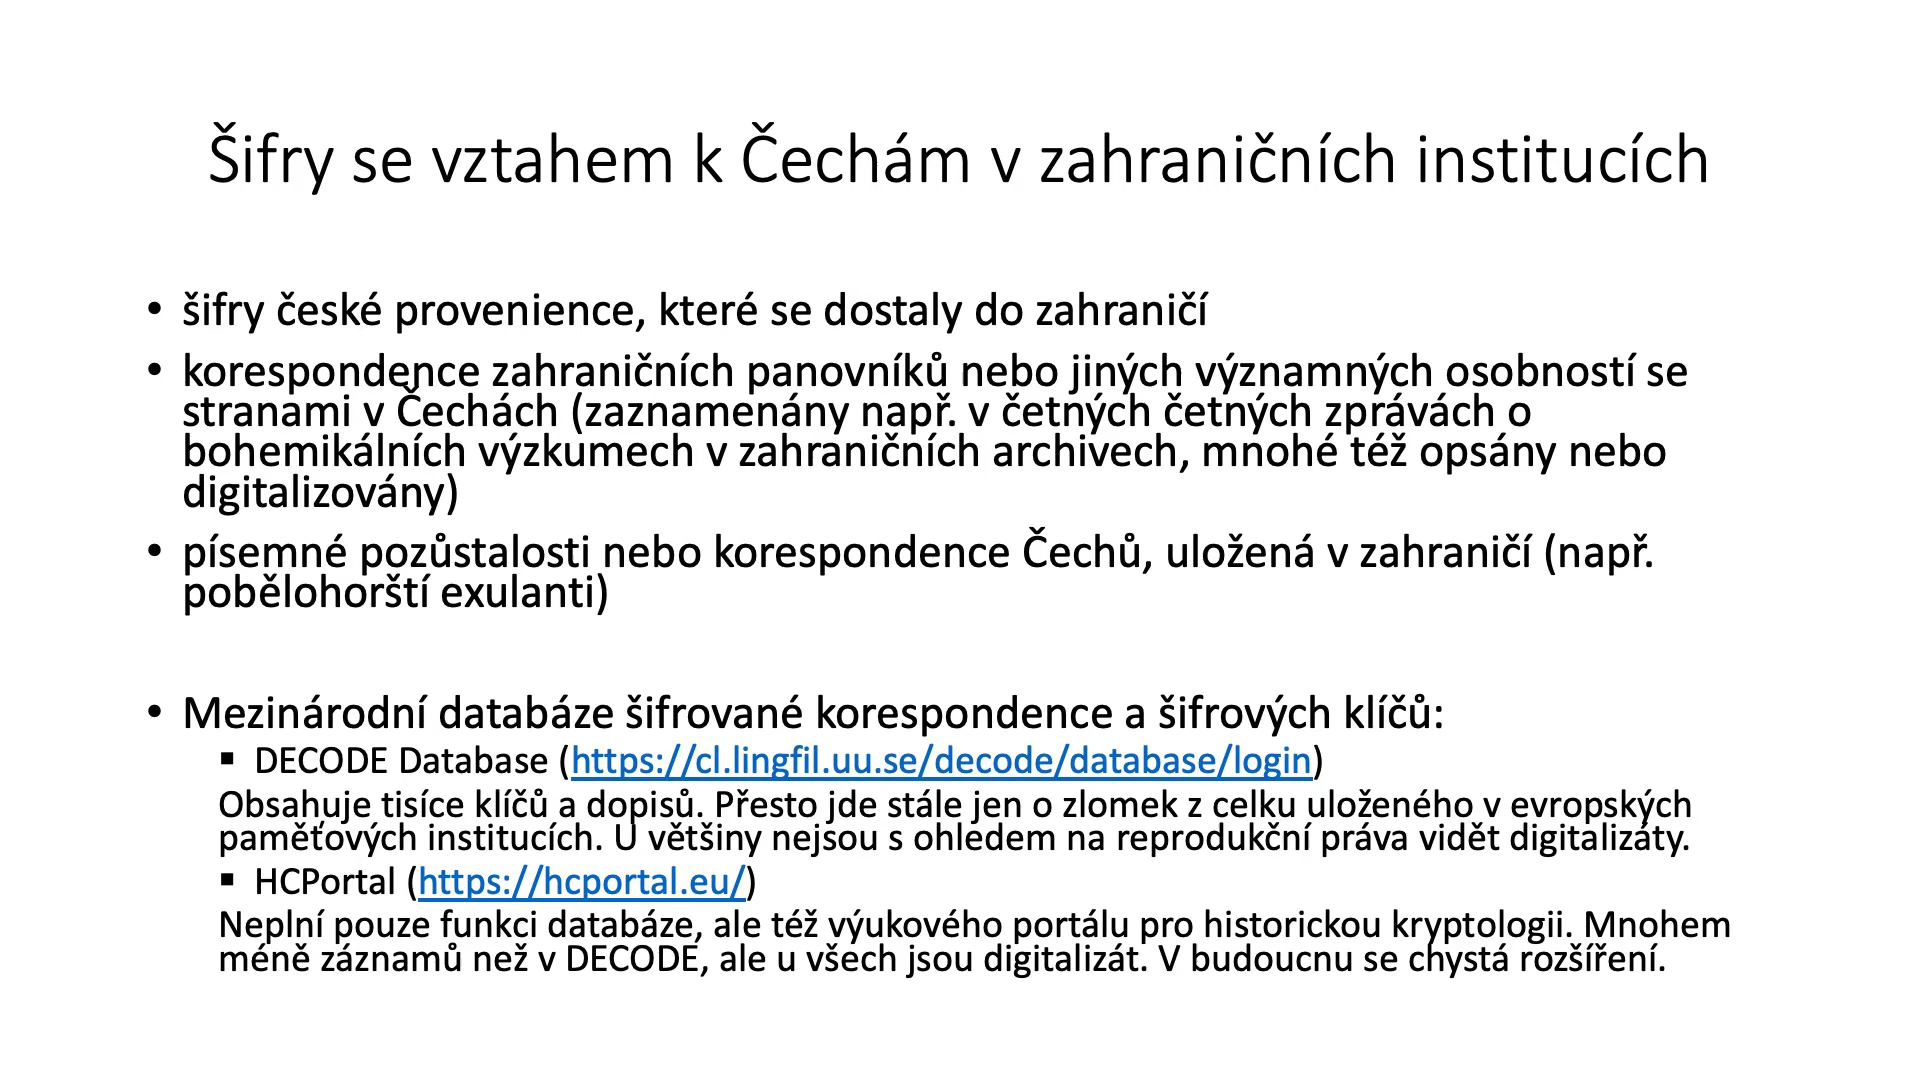 Šifry se vztahem k Čechám v zahraničních institucích
• šifry české provenience, které se dostaly do zahraničí
• korespondence zahraničních panovníků nebo jiných významných osobností se
stranami v Čechách (zaznamenány např. v četných četných zprávách o
bohemikálních výzkumech v zahraničních archivech, mnohé též opsány nebo
digitalizovány)
• písemné pozůstalosti nebo korespondence Čechů, uložená v zahraničí (např.
pobělohorští exulanti)
• Mezinárodní databáze šifrované korespondence a šifrových klíčů:
▪ DECODE Database (https://cl.lingfil.uu.se/decode/database/login)
Obsahuje tisíce klíčů a dopisů. Přesto jde stále jen o zlomek z celku uloženého v evropských
paměťových institucích. U většiny nejsou s ohledem na reprodukční práva vidět digitalizáty.
▪ HCPortal (https://hcportal.eu/)
Neplní pouze funkci databáze, ale též výukového portálu pro historickou kryptologii. Mnohem
méně záznamů než v DECODE, ale u všech jsou digitalizát. V budoucnu se chystá rozšíření.